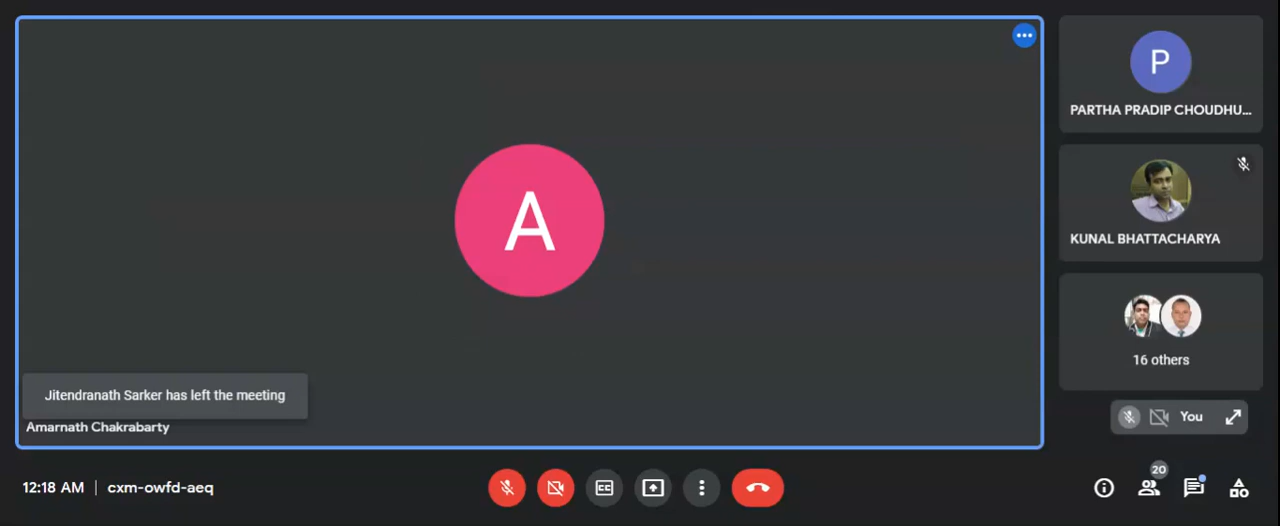 A
Jitendranath Sarker has left the meeting
Amarnath Chakrabarty
P
PARTHA PRADIP CHOUDHU...
KUNAL BHATTACHARYA
16 others
You
12:18 AM | cxm-owfd-aeq
CC
20